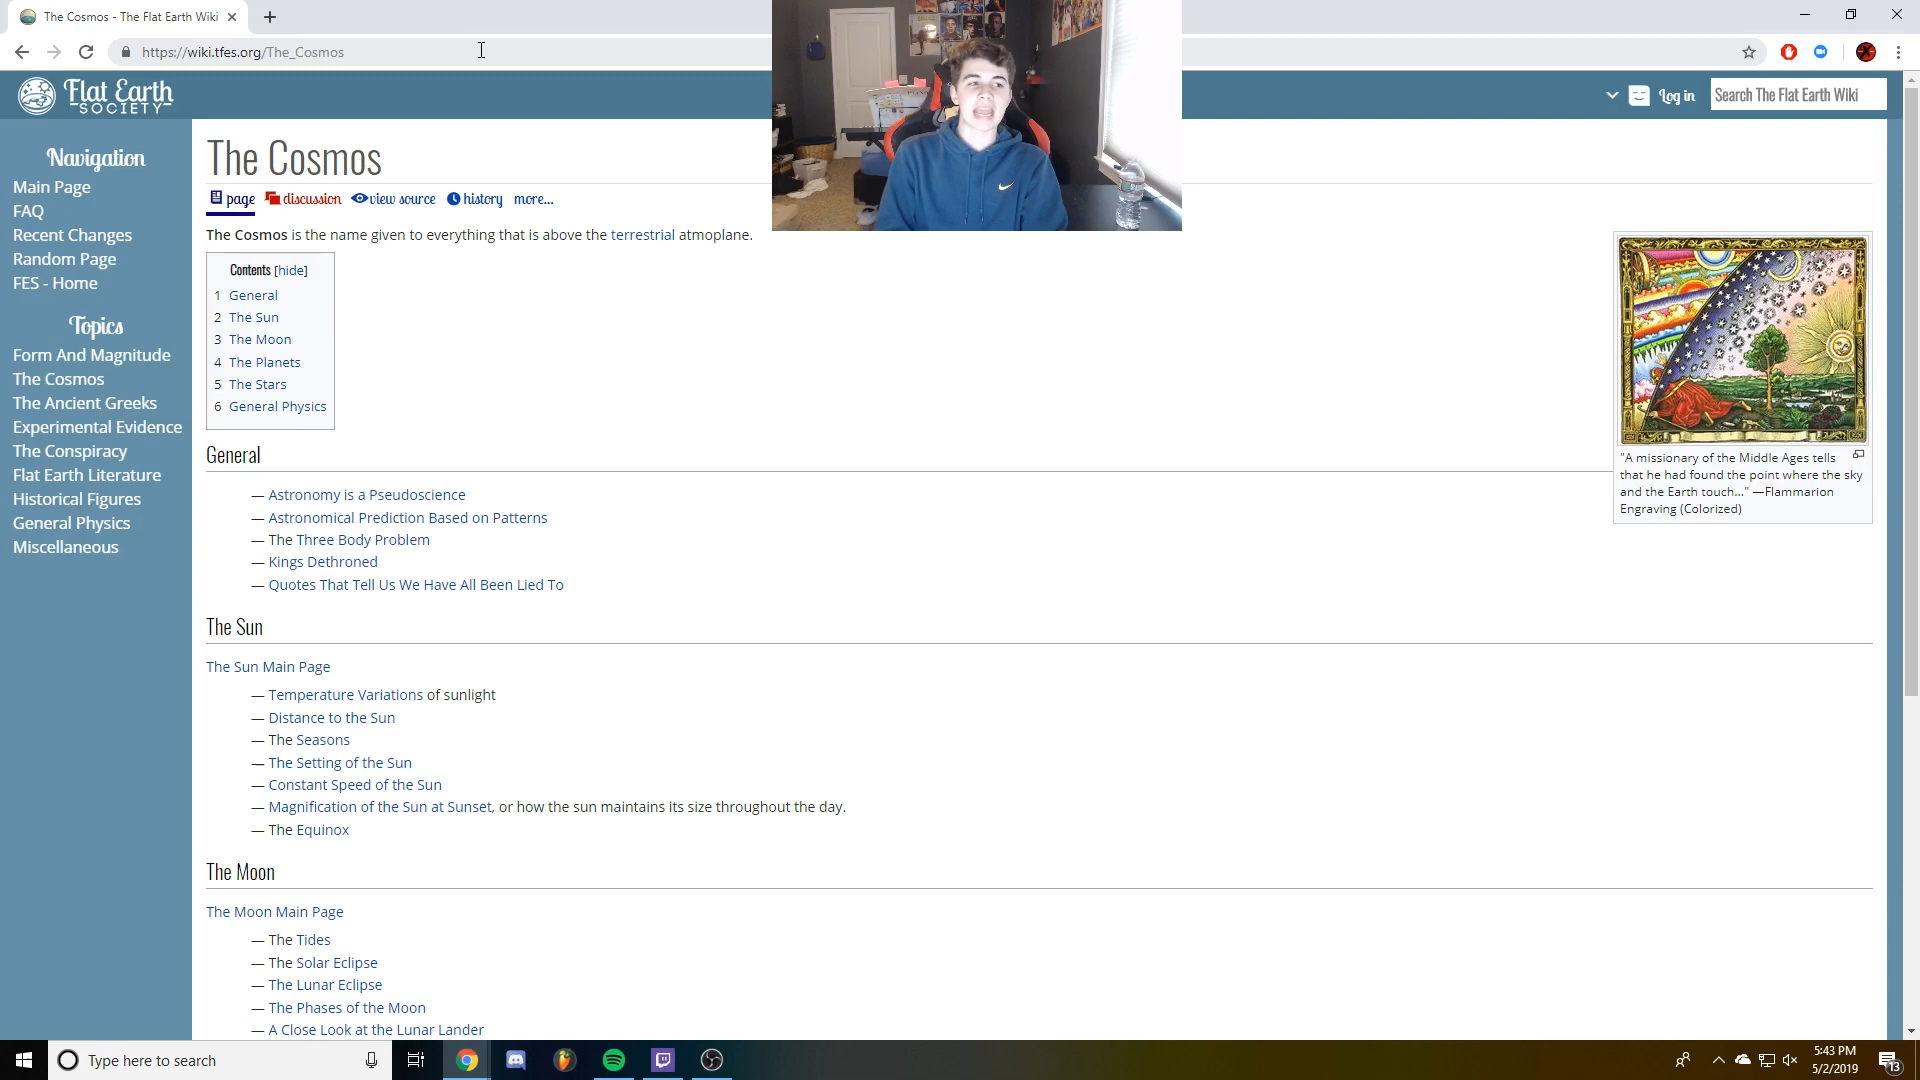 The Cosmos - The Flat Earth Wiki
https://wiki.tfes.org/The_Cosmos
Flat Earth
SOCIETY
Log in
Search The Flat Earth Wiki
Navigation
Main Page
FAQ
Recent Changes
Random Page
FES - Home
Topics
Form And Magnitude
The Cosmos
The Ancient Greeks
Experimental Evidence
The Conspiracy
Flat Earth Literature
Historical Figures
General Physics
Miscellaneous
The Cosmos
page discussion view source history more...
The Cosmos is the name given to everything that is above the terrestrial atmoplane.
Contents [hide]
1 General
2 The Sun
3 The Moon
4 The Planets
5 The Stars
6 General Physics
"A missionary of the Middle Ages tells
that he had found the point where the sky
and the Earth touch..." —Flammarion
Engraving (Colorized)
General
— Astronomy is a Pseudoscience
— Astronomical Prediction Based on Patterns
— The Three Body Problem
— Kings Dethroned
— Quotes That Tell Us We Have All Been Lied To
The Sun
The Sun Main Page
— Temperature Variations of sunlight
— Distance to the Sun
— The Seasons
— The Setting of the Sun
— Constant Speed of the Sun
— Magnification of the Sun at Sunset, or how the sun maintains its size throughout the day.
— The Equinox
The Moon
The Moon Main Page
— The Tides
— The Solar Eclipse
— The Lunar Eclipse
— The Phases of the Moon
— A Close Look at the Lunar Lander
Type here to search
5:43 PM
5/2/2019
13